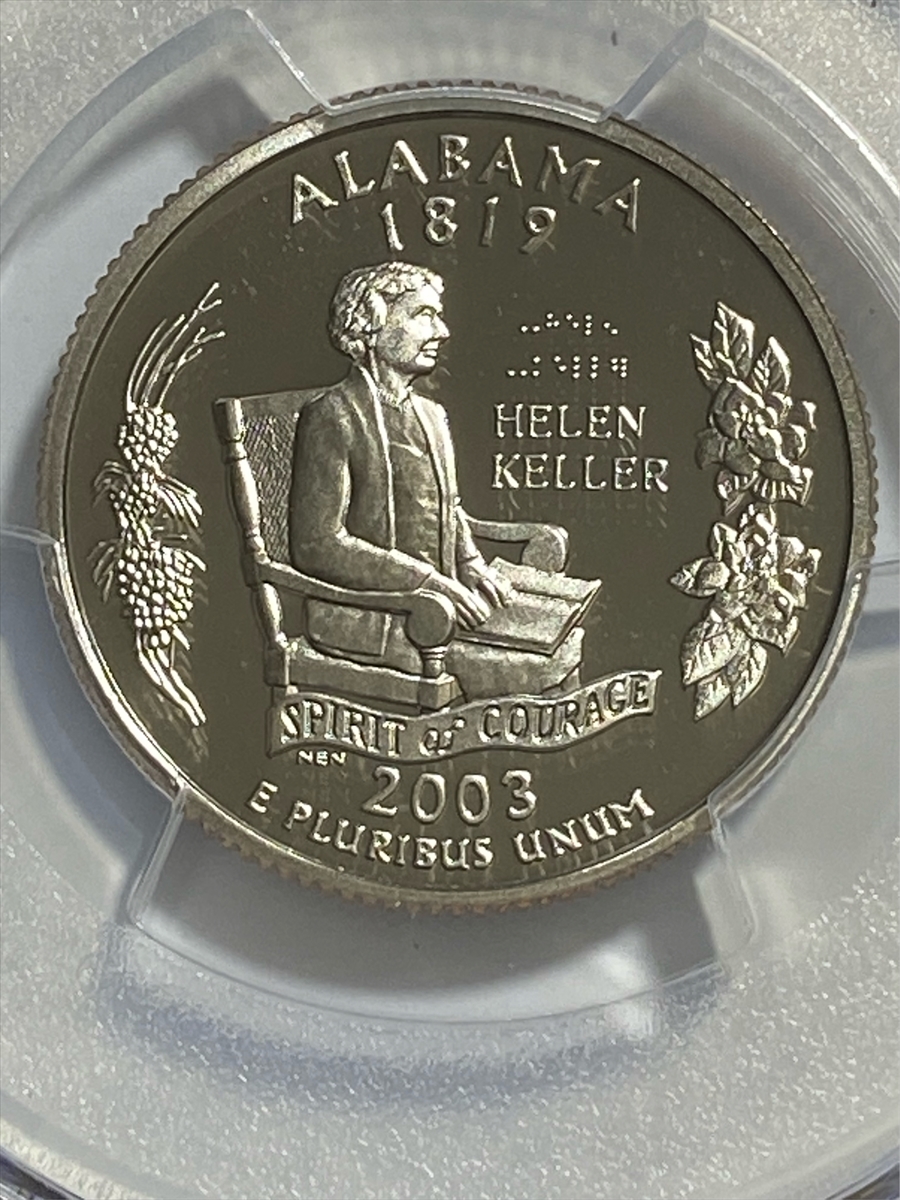 ALABAMA
1819
HELEN
KELLER
SPIRIT of COURAGE
NEN
2003
E PLURIBUS UNUM